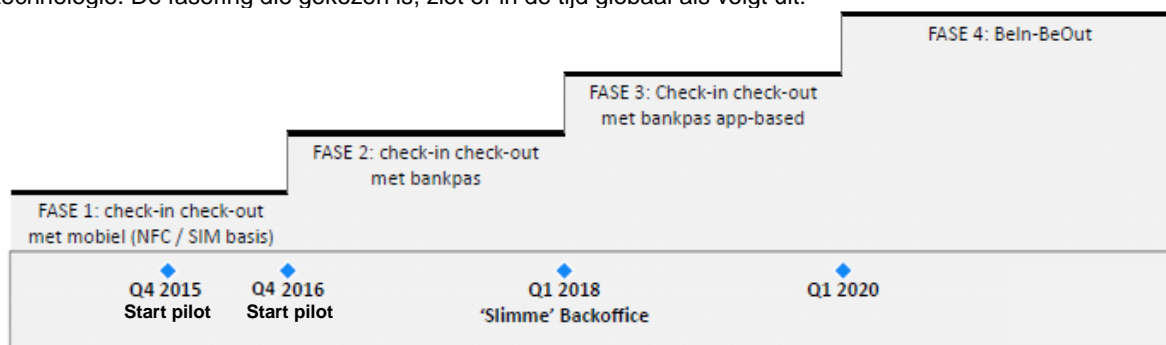 technologie. De fasering die gekozen is, ziet er in de tijd globaal als volgt uit:
FASE 4: BeIn-BeOut
FASE 3: Check-in check-out
met bankpas app-based
FASE 2: check-in check-out
met bankpas
FASE 1: check-in check-out
met mobiel (NFC / SIM basis)
Q4 2015 Q4 2016 Q1 2018 Q1 2020
Start pilot Start pilot 'Slimme' Backoffice